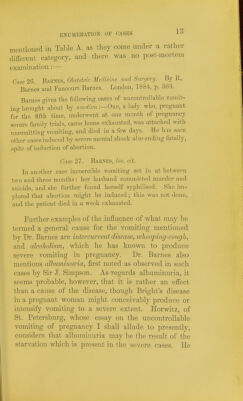 ENUMERATION OF CASES 13
mentioned in Table A. as they come under a rather
different category, and there was no post-mortem
examination :—
Case 26. BARNES, Obstetric Medicine and Surgery. By R.
Barnes and Fancourt Barnes. London, 1884, p. 364.
Barnes gives the following cases of uncontrollable vomit-
ing brought about by emotion :—One, a lady who, pregnant
for the fifth time, underwent at one month of pregnancy
severe family trials, came home exhausted, was attacked with
unremitting vomiting, and died in a few days. He has seen
other cases induced by severe mental shock also ending fatally,
spite of induction of abortion.
Case 27. BARNES, loc. cit.
In another case incoercible vomiting set in at between
two and three months: her husband committed murder and
suicide, and she further found herself syphilised. She im-
plored that abortion might be induced; this was not done,
and the patient died in a week exhausted.
Further examples of the influence of what may be
termed a general cause for the vomiting mentioned
by Dr. Barnes are intercurrent disease, whooping-cough,
and alcoholism, which he has known to produce
severe vomiting in pregnancy. Dr. Barnes also
mentions albuminuria, first noted as observed in such
cases by Sir J. Simpson. As regards albuminuria, it
seems probable, however, that it is rather an effect
than a cause of the disease, though Bright's disease
in a pregnant woman might conceivably produce or
intensify vomiting to a severe extent. Horwitz, of
St. Petersburg, whose essay on the uncontrollable
vomiting of pregnancy I shall allude to presently,
considers that albuminuria may be the result of the
starvation which is present in the severe cases. He